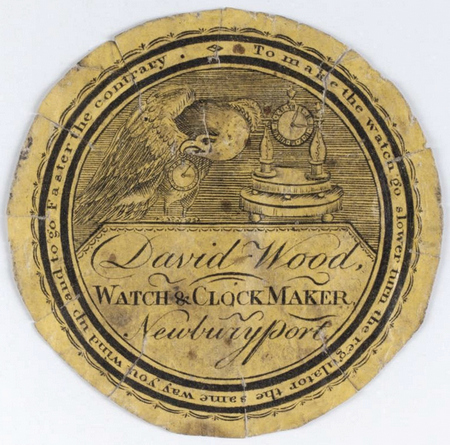 To make the watch go slower turn the regulator the same way you wind up and to go Faster the contrary .
David Wood,
WATCH & CLOCK MAKER,
Newburyport